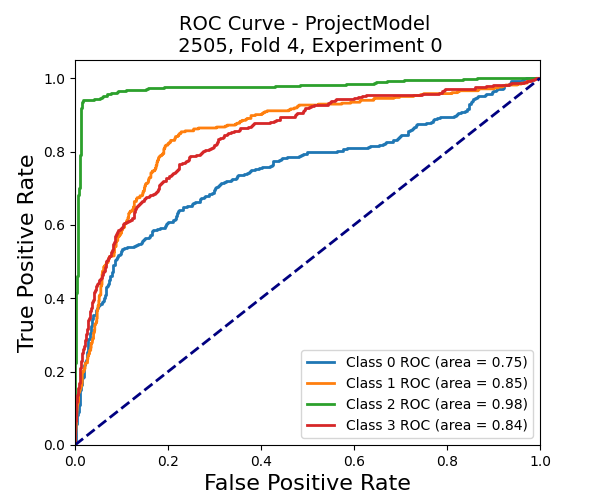 ROC Curve - ProjectModel
2505, Fold 4, Experiment 0
True Positive Rate
1.0
0.8
0.6
0.4
0.2
0.0
Class 0 ROC (area = 0.75)
Class 1 ROC (area = 0.85)
Class 2 ROC (area = 0.98)
Class 3 ROC (area = 0.84)
0.0 0.2 0.4 0.6 0.8 1.0
False Positive Rate